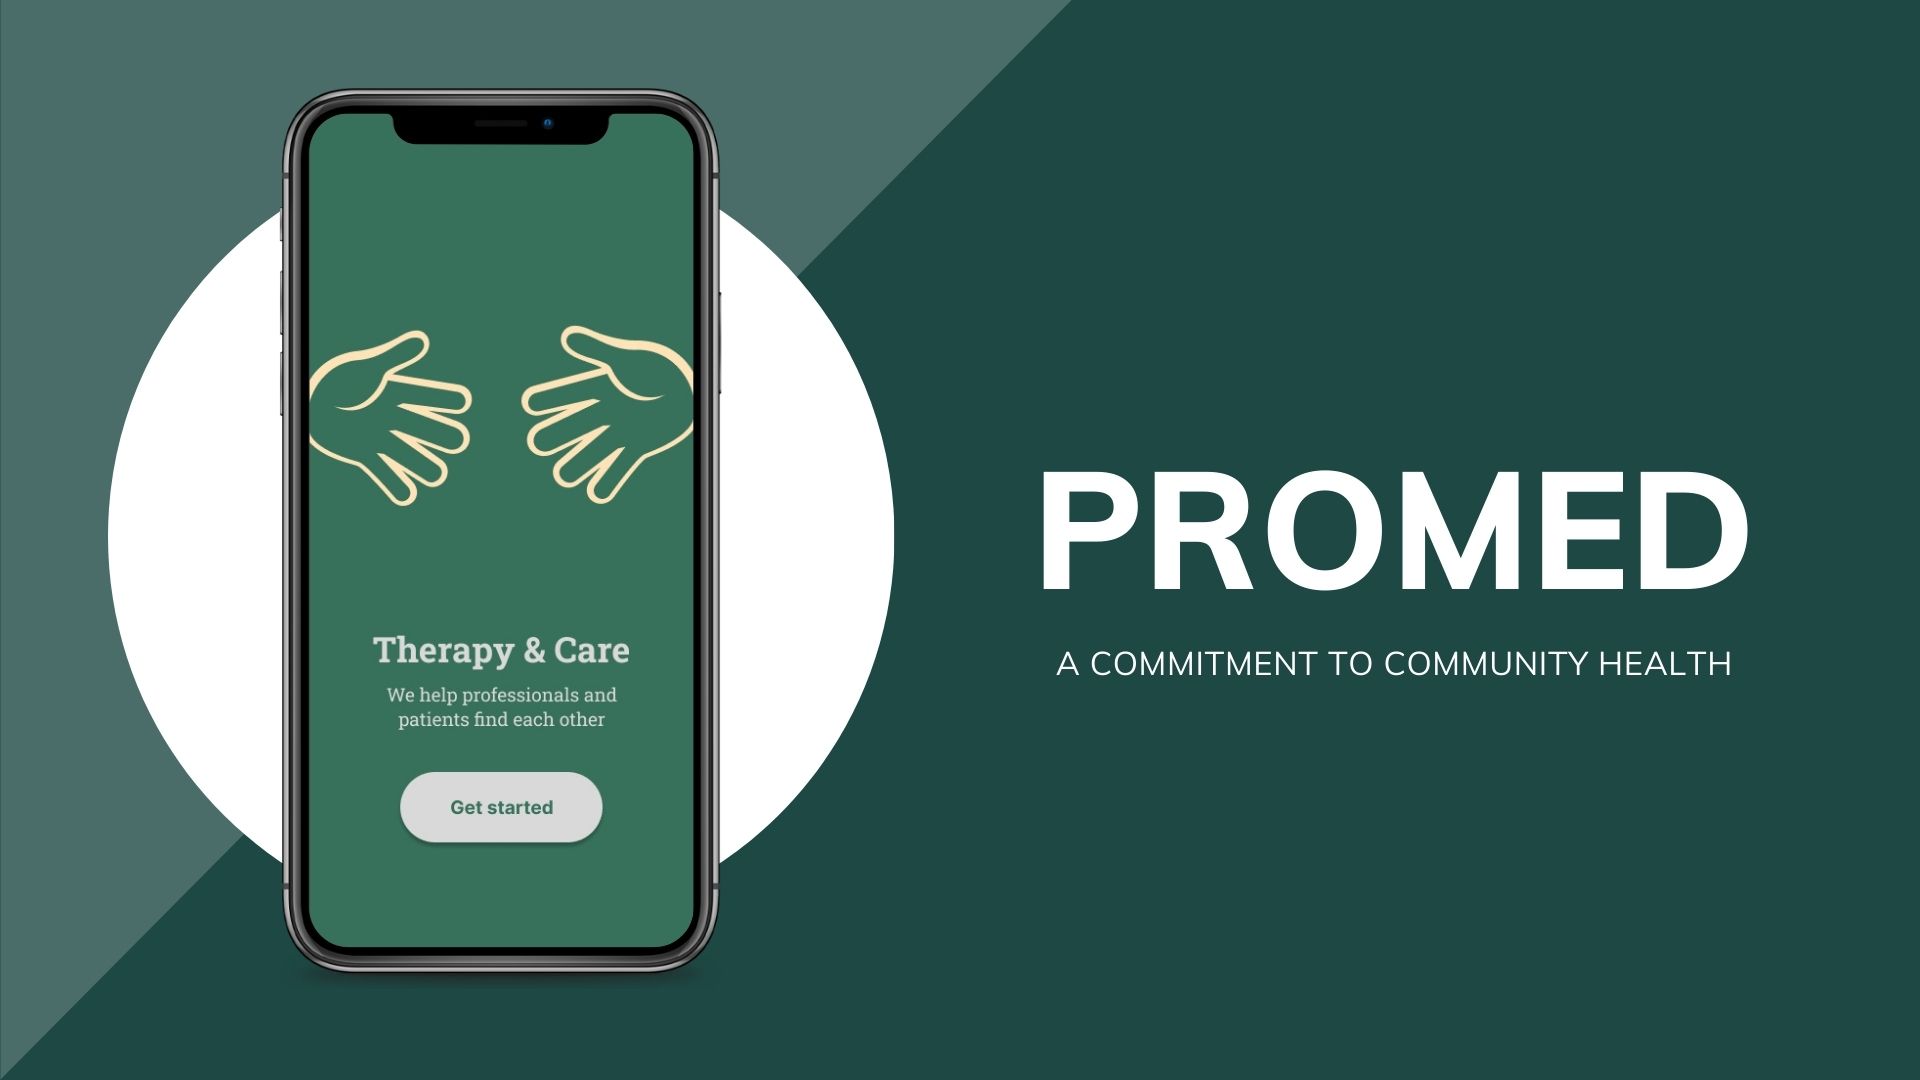 Therapy & Care
We help professionals and
patients find each other
Get started
PROMED
A COMMITMENT TO COMMUNITY HEALTH